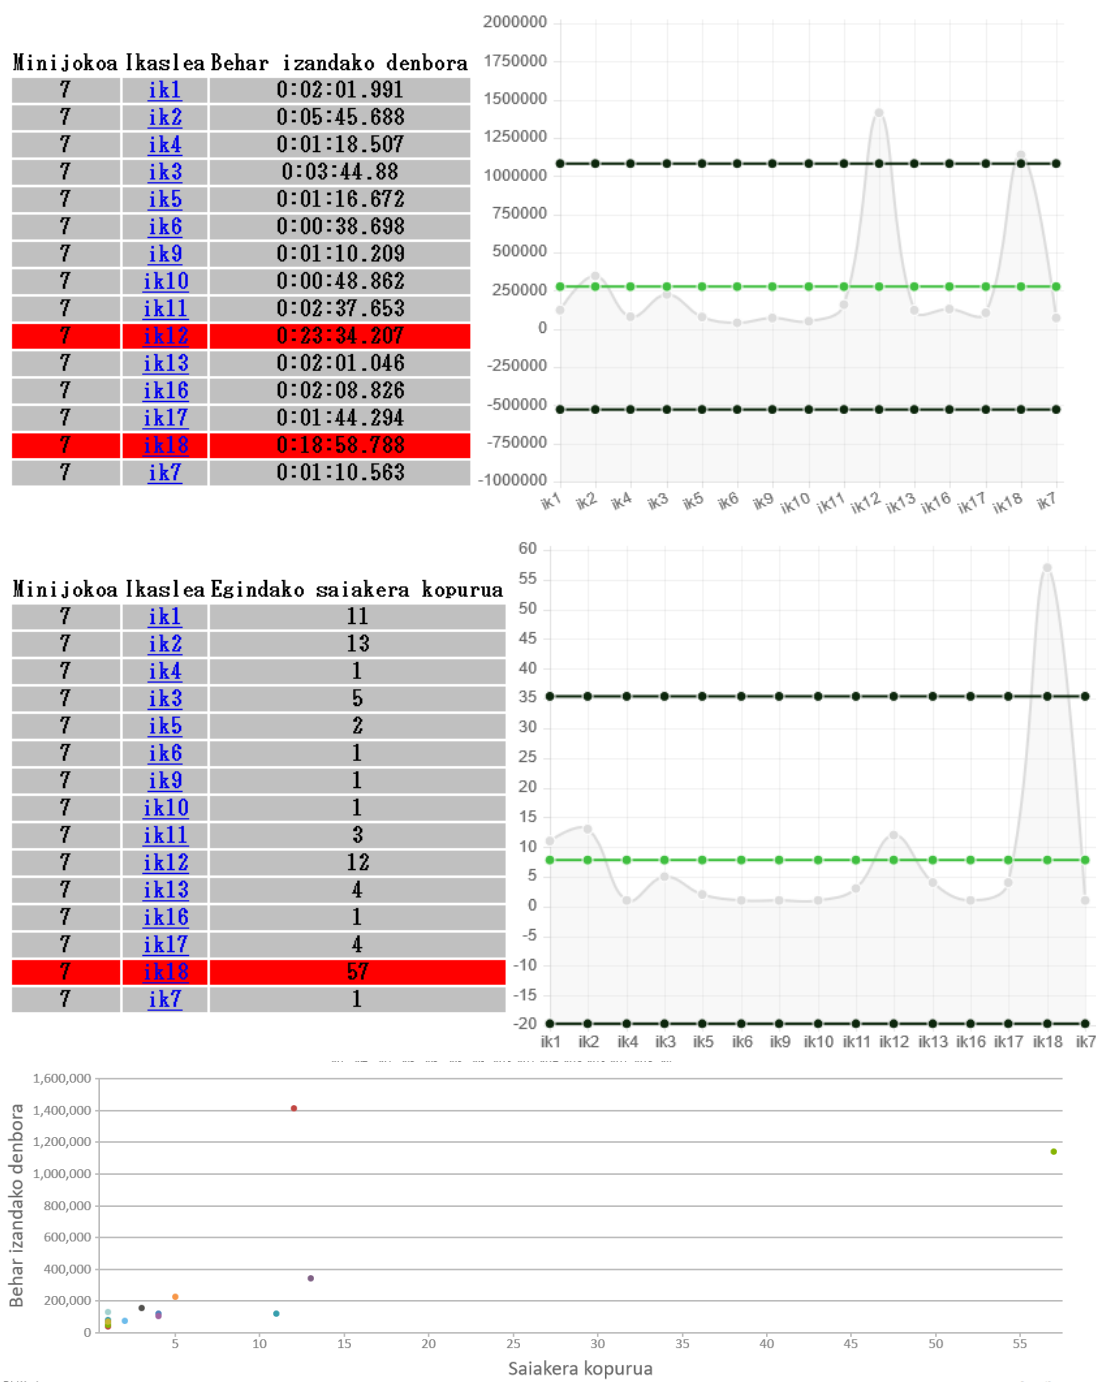 Minijokoa Ikaslea Behar izandako denbora
7 ik1 0:02:01.991
7 ik2 0:05:45.688
7 ik4 0:01:18.507
7 ik3 0:03:44.88
7 ik5 0:01:16.672
7 ik6 0:00:38.698
7 ik9 0:01:10.209
7 ik10 0:00:48.862
7 ik11 0:02:37.653
7 ik12 0:23:34.207
7 ik13 0:02:01.046
7 ik16 0:02:08.826
7 ik17 0:01:44.294
7 ik18 0:18:58.788
7 ik7 0:01:10.563
2000000
1750000
1500000
1250000
1000000
750000
500000
250000
0
-250000
-500000
-750000
-1000000
ik1 ik2 ik4 ik3 ik5 ik6 ik9 ik10 ik11 ik12 ik13 ik16 ik17 ik18 ik7
Minijokoa Ikaslea Egindako saiakera kopurua
7 ik1 11
7 ik2 13
7 ik4 1
7 ik3 5
7 ik5 2
7 ik6 1
7 ik9 1
7 ik10 1
7 ik11 3
7 ik12 12
7 ik13 4
7 ik16 1
7 ik17 4
7 ik18 57
7 ik7 1
60
55
50
45
40
35
30
25
20
15
10
5
0
-5
-10
-15
-20
ik1 ik2 ik4 ik3 ik5 ik6 ik9 ik10 ik11 ik12 ik13 ik16 ik17 ik18 ik7
Behar izandako denbora
1,600,000
1,400,000
1,200,000
1,000,000
800,000
600,000
400,000
200,000
0
5 10 15 20 25 30 35 40 45 50 55
Saiakera kopurua